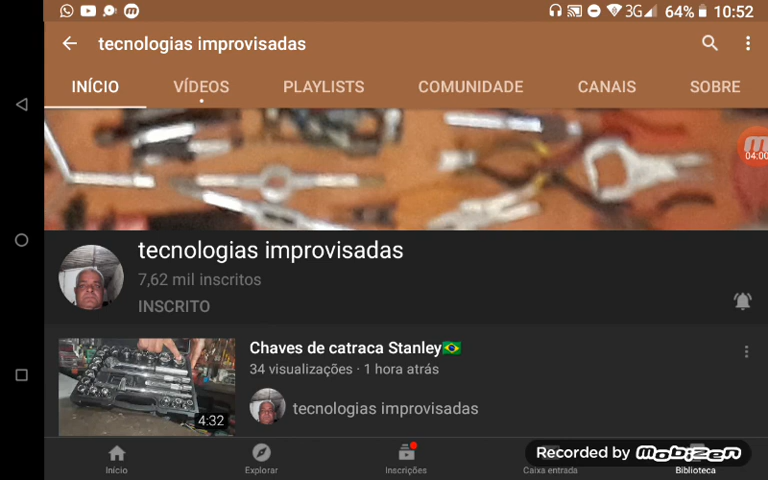 3G 64% 10:52
tecnologias improvisadas
INÍCIO VÍDEOS PLAYLISTS COMUNIDADE CANAIS SOBRE
04:00
tecnologias improvisadas
7,62 mil inscritos
INSCRITO
Chaves de catraca Stanley
34 visualizações · 1 hora atrás
4:32
tecnologias improvisadas
Recorded by MOBIZEN
Início Explorar Inscrições Caixa entrada Biblioteca